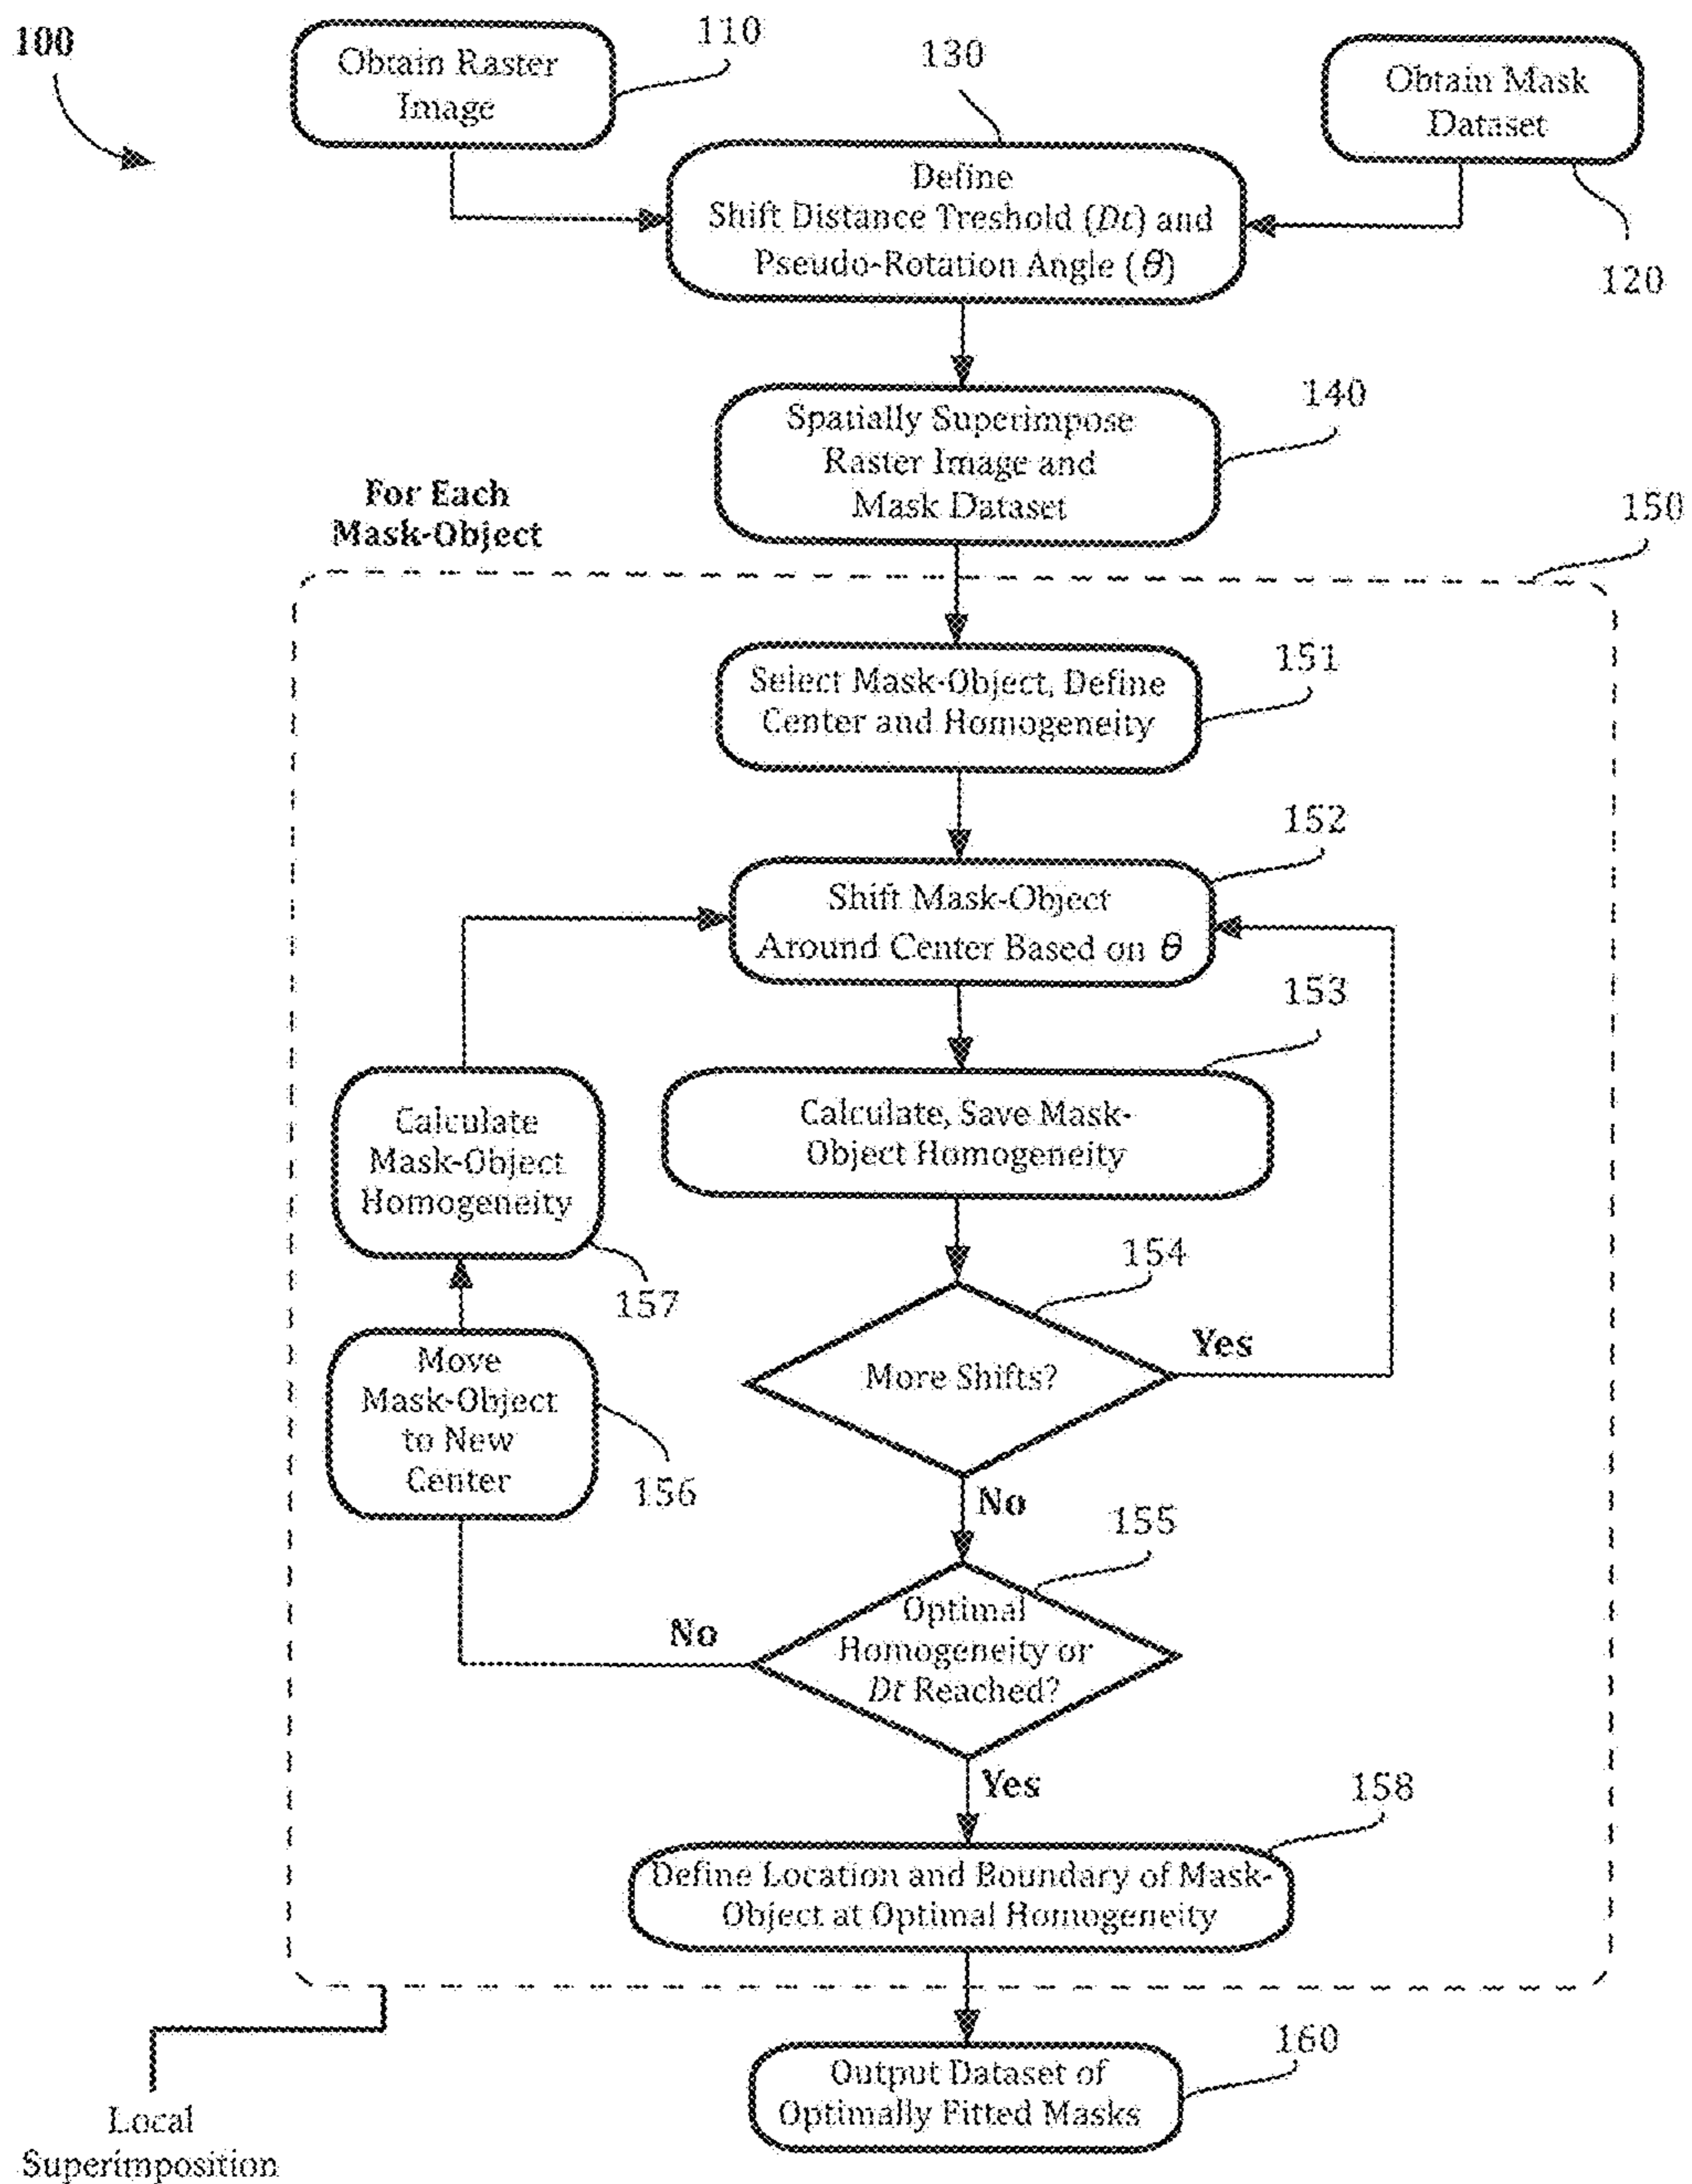 100
110
Obtain Raster
Image
130
Obtain Mask
Dataset
120
Define
Shift Distance Treshold (Dt) and
Pseudo-Rotation Angle (θ)
140
Spatially Superimpose
Raster Image and
Mask Dataset
For Each
Mask-Object
150
151
Select Mask-Object, Define
Center and Homogeneity
152
Shift Mask-Object
Around Center Based on θ
153
Calculate, Save Mask-
Object Homogeneity
Calculate
Mask-Object
Homogeneity
157
154
More Shifts?
Yes
No
Move
Mask-Object
to New
Center
156
155
Optimal
Homogeneity or
Dt Reached?
No
Yes
158
Define Location and Boundary of Mask-
Object at Optimal Homogeneity
160
Output Dataset of
Optimally Fitted Masks
Local
Superimposition